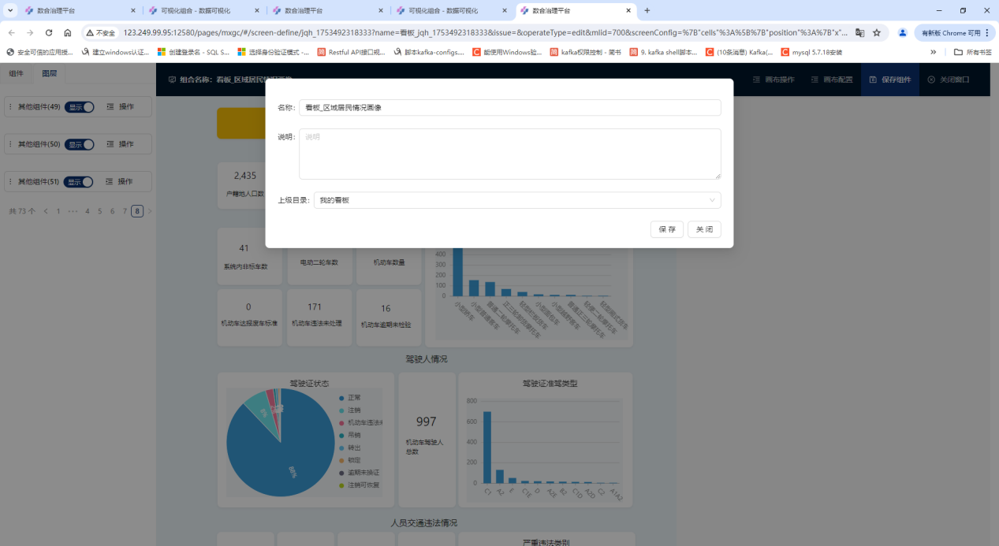 数合治理平台
可视化组合 - 数据可视化
数合治理平台
可视化组合 - 数据可视化
数合治理平台
不安全
123.249.99.95:12580/pages/mxgc/#/screen-define/jqh_1753492318333?name=看板_jqh_1753492318333&issue=&operateType=edit&mlid=700&screenConfig=%7B"cells"%3A%5B%7B"position"%3A%7B"x"...
有新版 Chrome 可用
安全可信的应用授...
建立windows认证...
创建登录名 - SQL S...
选择身份验证模式 -...
Restful API接口规...
脚本kafka-configs....
能使用Windows验...
kafka权限控制 - 简书
9. kafka shell脚本...
(10条消息) Kafka(...
mysql 5.7.18安装
»
所有书签
组件
图层
组合名称：看板_区域居民情况画像
画布操作
画布配置
保存组件
关闭窗口
其他组件(49)
显示
操作
其他组件(50)
显示
操作
其他组件(51)
显示
操作
共 73 个
1
···
4
5
6
7
8
名称：
看板_区域居民情况画像
说明：
说明
上级目录：
我的看板
保 存
关 闭
2,435
户籍地人口数
41
系统内非标车数
电动二轮车数
机动车数量
0
机动车达报废车标准
171
机动车违法未处理
16
机动车逾期未检验
400
300
200
100
0
小型轿车
小型普通客车
普通二轮摩托车
正三轮载货摩托车
轻型栏板货车
小型面包车
小型越野客车
普通正三轮摩托车
轻便二轮摩托车
轻型厢式货车
驾驶人情况
驾驶证状态
88%
8%
正常
注销
机动车违法未
吊销
转出
锁定
逾期未换证
注销可恢复
997
机动车驾驶人
总数
驾驶证准驾类型
800
600
400
200
0
C1
A2
E
C1E
D
A2E
B2
C1D
A2D
C2
A1A2
人员交通违法情况
严重违法类别